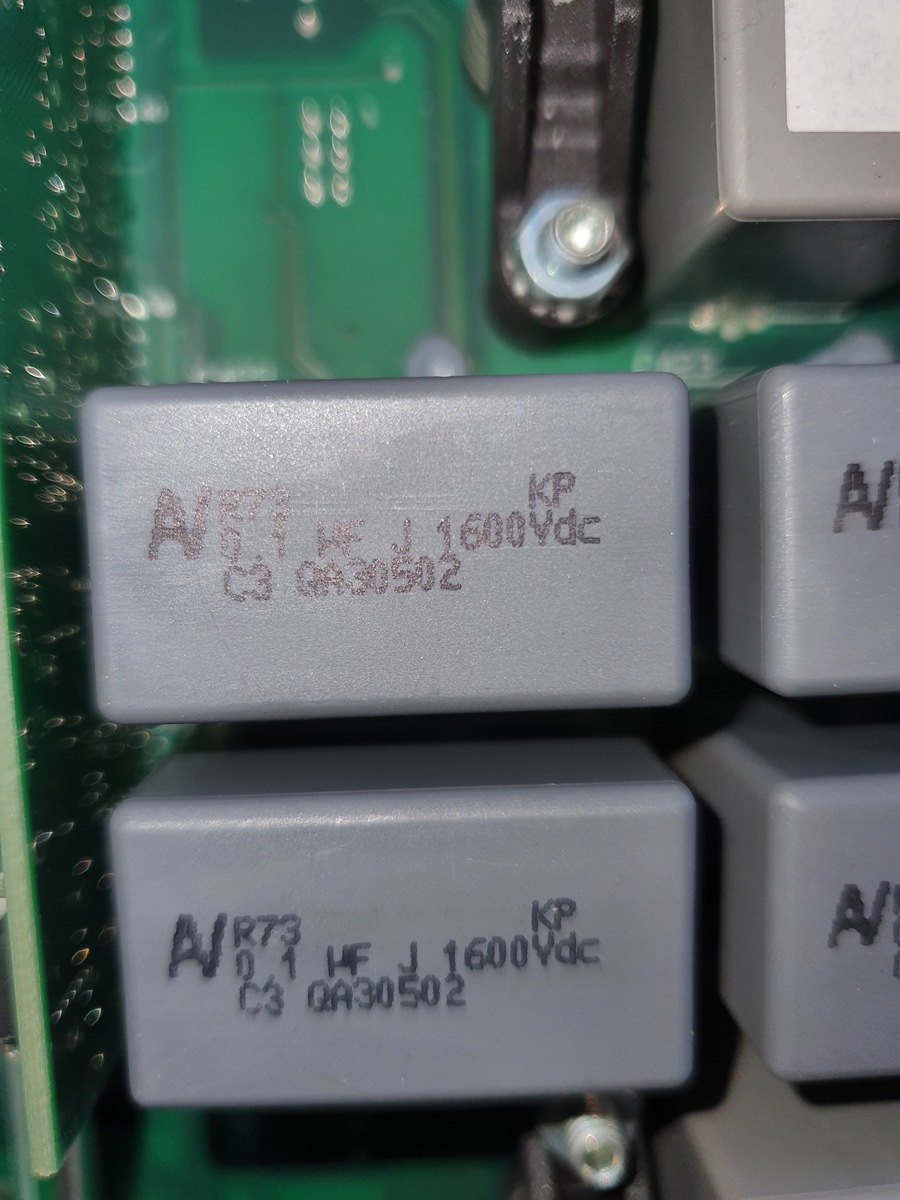 R73 KP
0.1 µF J 1600Vdc
C3 QA30502
R73 KP
0.1 µF J 1600Vdc
C3 QA30502